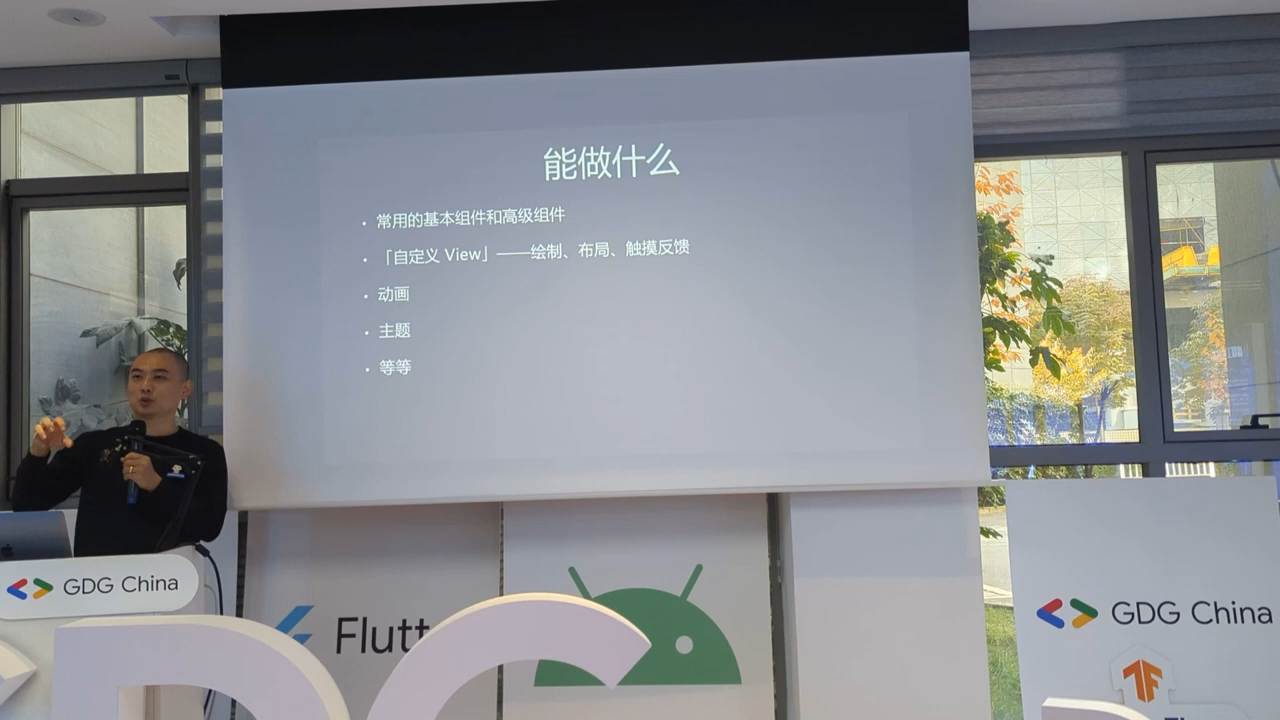 能做什么
• 常用的基本组件和高级组件
• 「自定义 View」——绘制、布局、触摸反馈
• 动画
• 主题
• 等等
GDG China
Flutt
GDG China